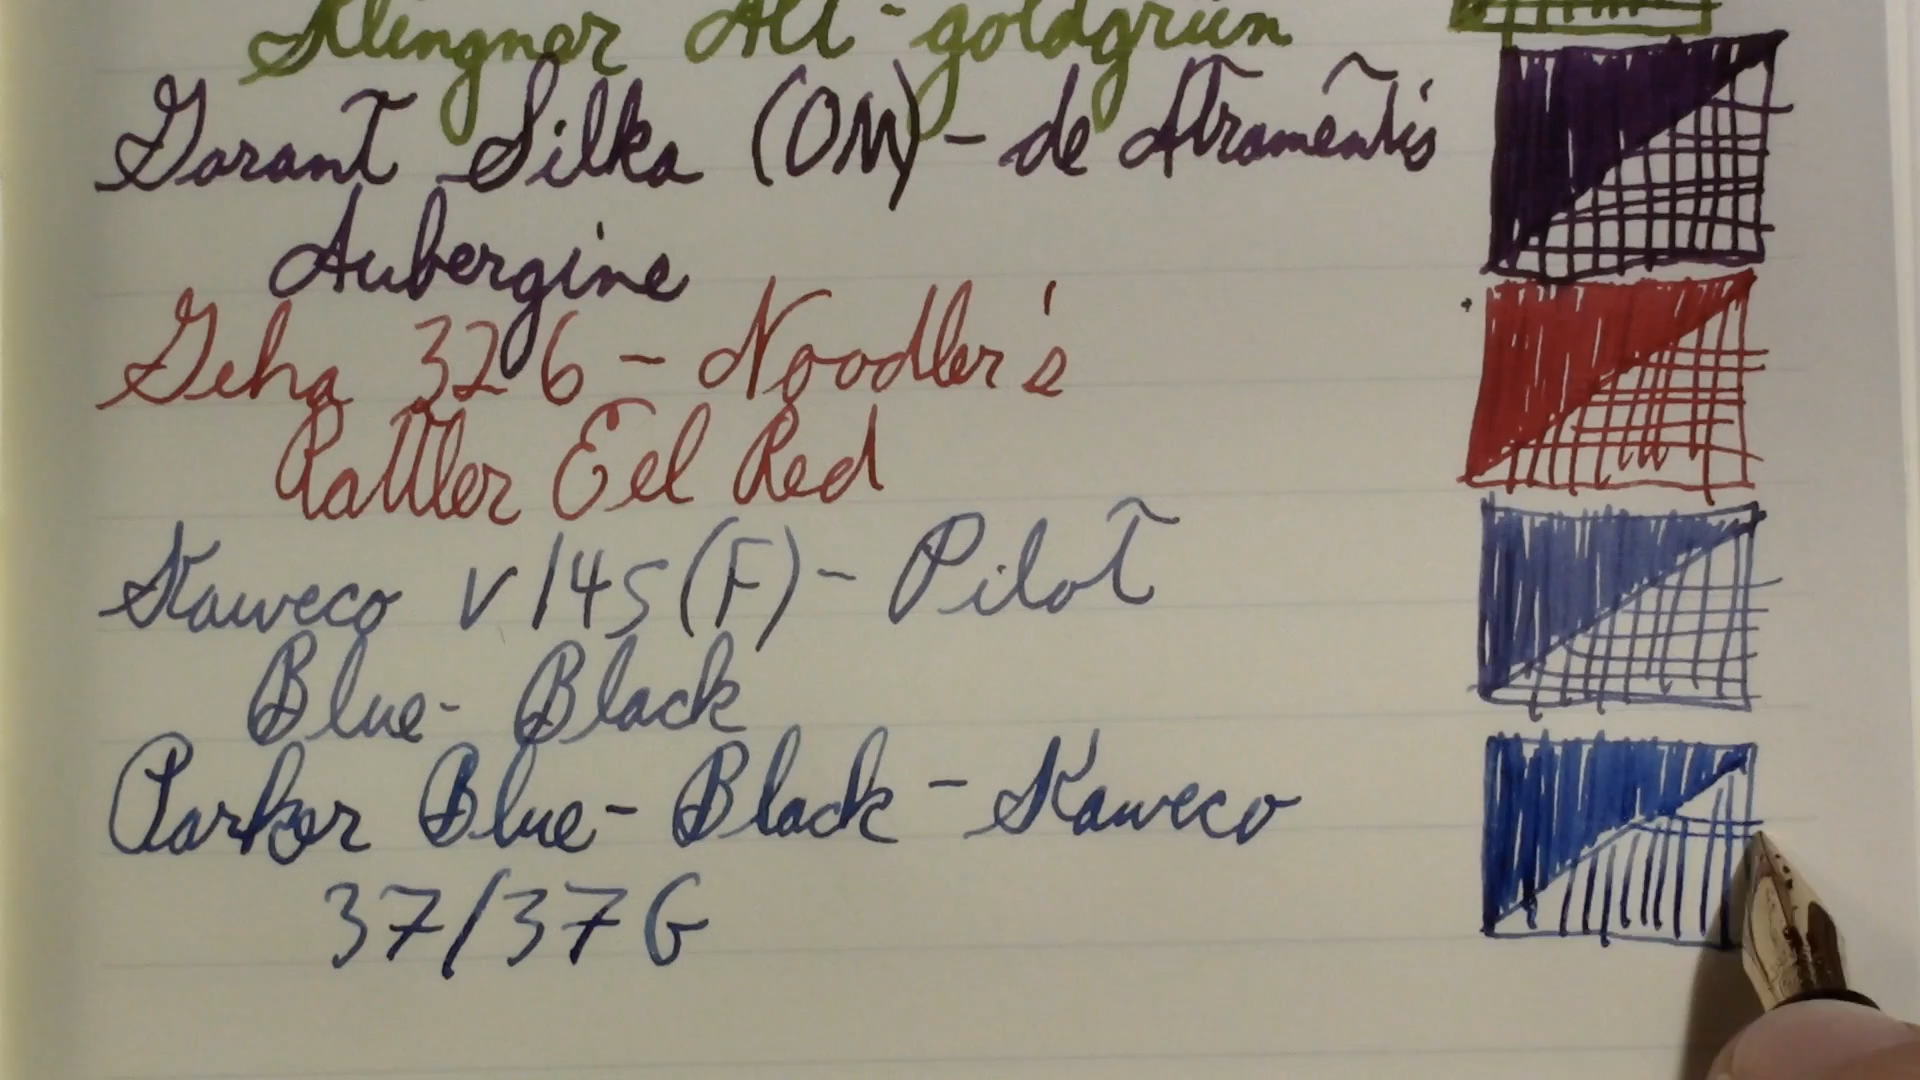 Klingner Alt-goldgrün
Garant Silka (OM) - de Atramentis
Aubergine
Geha 326 - Noodler's
Rattler Eel Red
Kaweco V14S (F) - Pilot
Blue-Black
Parker Blue-Black - Kaweco
37/37G